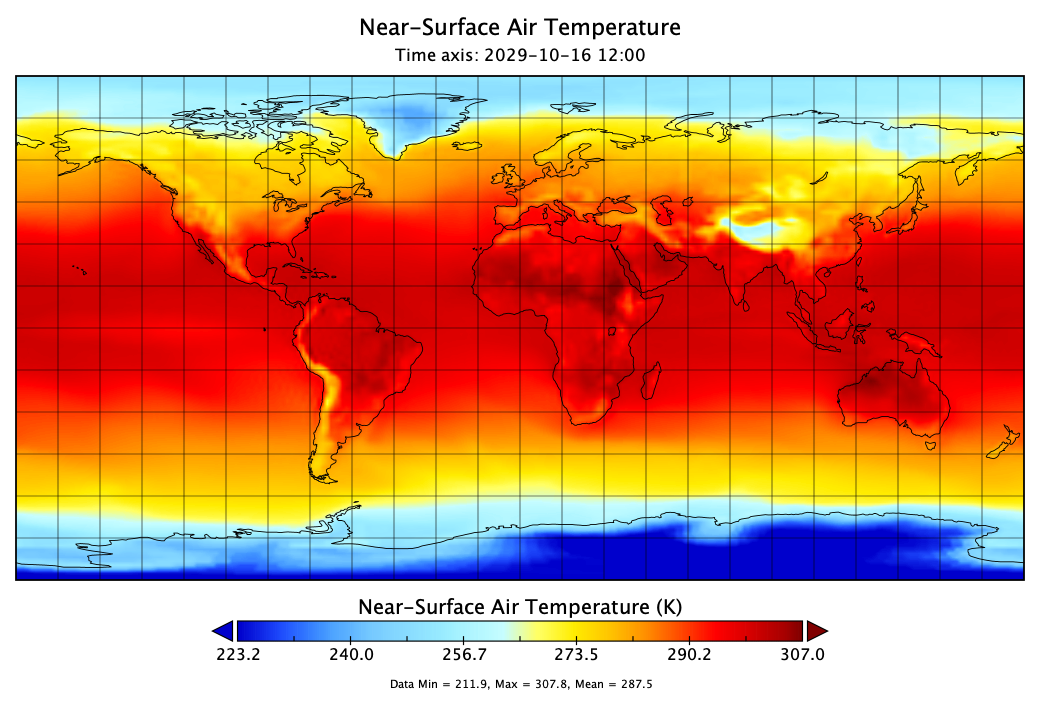 Near-Surface Air Temperature
Time axis: 2029-10-16 12:00
Near-Surface Air Temperature (K)
223.2 240.0 256.7 273.5 290.2 307.0
Data Min = 211.9, Max = 307.8, Mean = 287.5